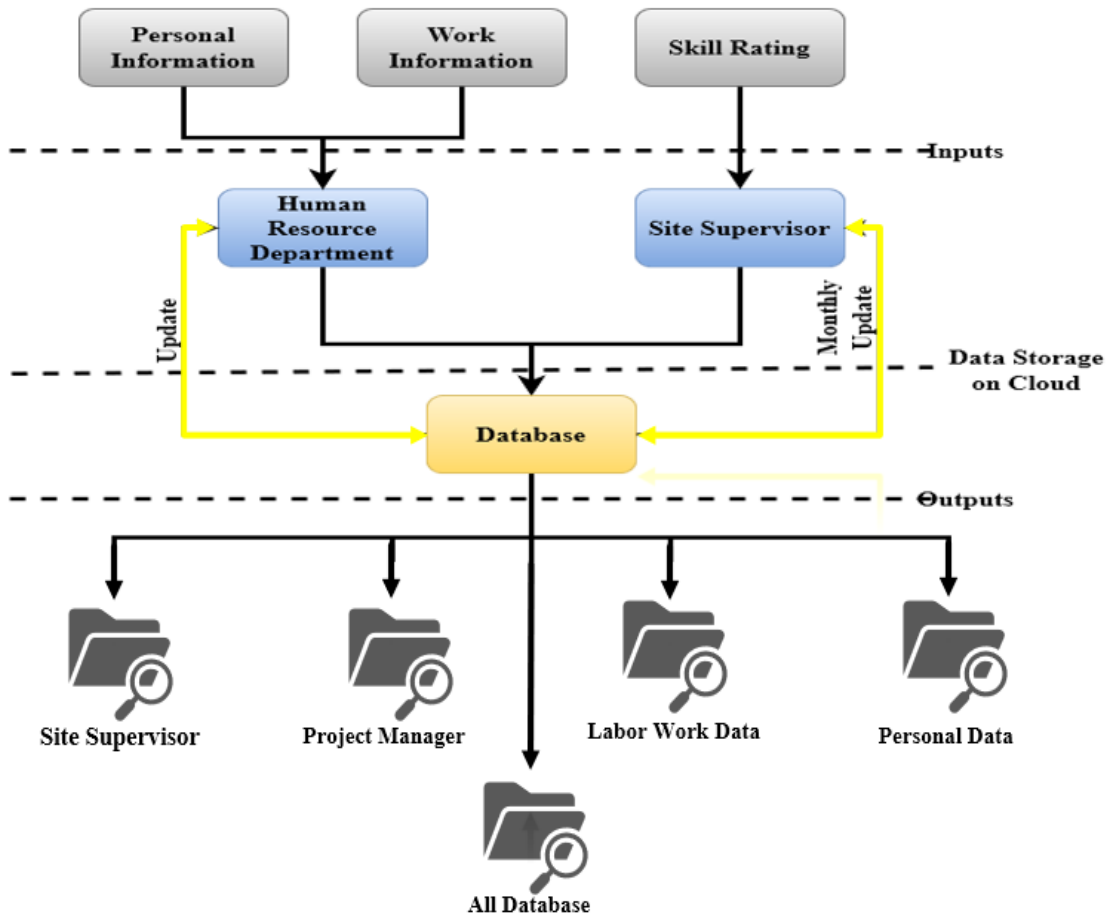 Personal
Information
Work
Information
Skill Rating
Inputs
Human
Resource
Department
Site Supervisor
Update
Monthly
Update
Data Storage
on Cloud
Database
Outputs
Site Supervisor
Project Manager
Labor Work Data
Personal Data
All Database